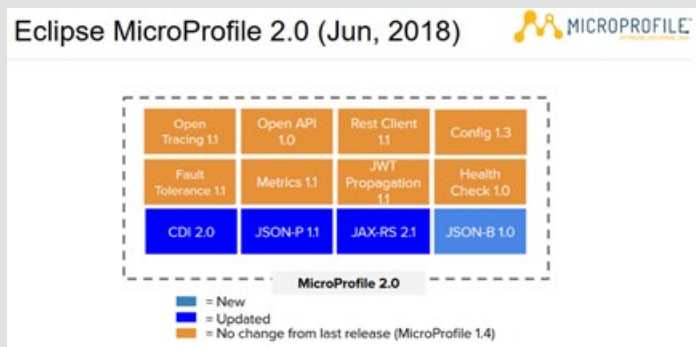 Eclipse MicroProfile 2.0 (Jun, 2018)
MICROPROFILE
Open
Tracing 1.1
Open API
1.0
Rest Client
1.1
Config 1.3
Fault
Tolerance 1.1
Metrics 1.1
JWT
Propagation
1.1
Health
Check 1.0
CDI 2.0
JSON-P 1.1
JAX-RS 2.1
JSON-B 1.0
MicroProfile 2.0
= New
= Updated
= No change from last release (MicroProfile 1.4)